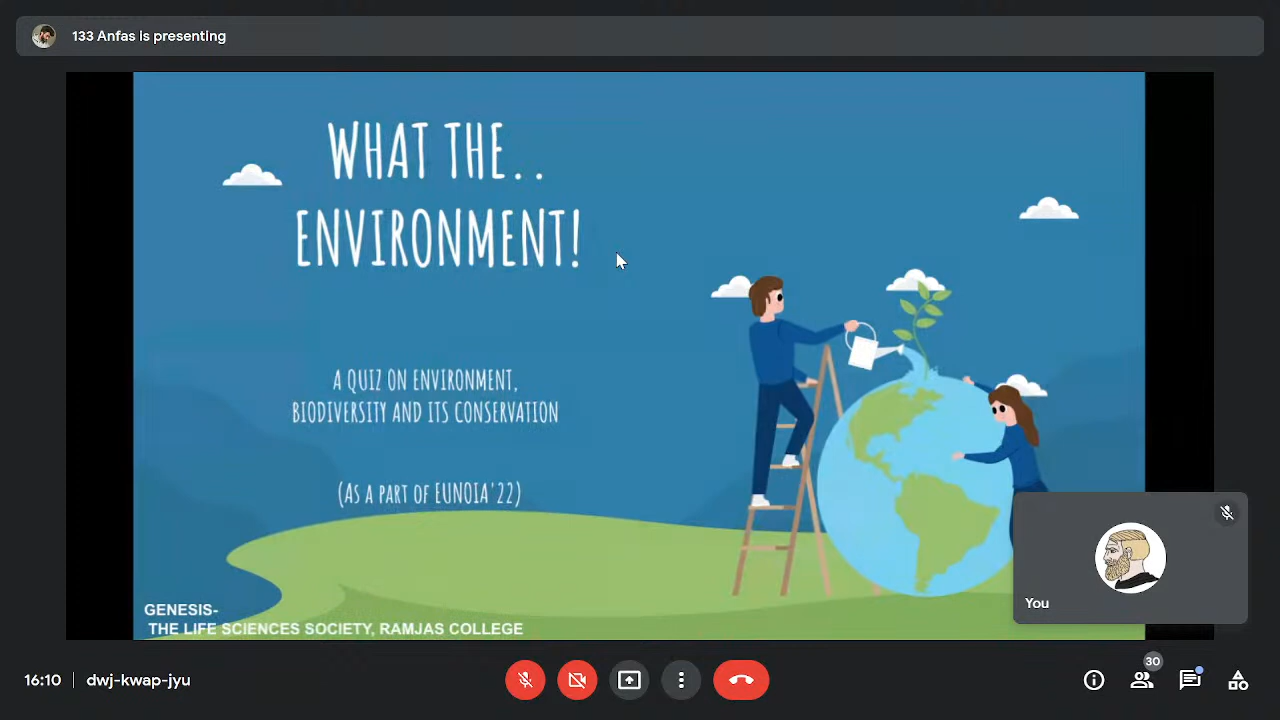 133 Anfas is presenting
WHAT THE..
ENVIRONMENT!
A QUIZ ON ENVIRONMENT,
BIODIVERSITY AND ITS CONSERVATION
(AS A PART OF EUNOIA'22)
GENESIS-
THE LIFE SCIENCES SOCIETY, RAMJAS COLLEGE
You
16:10 | dwj-kwap-jyu
30